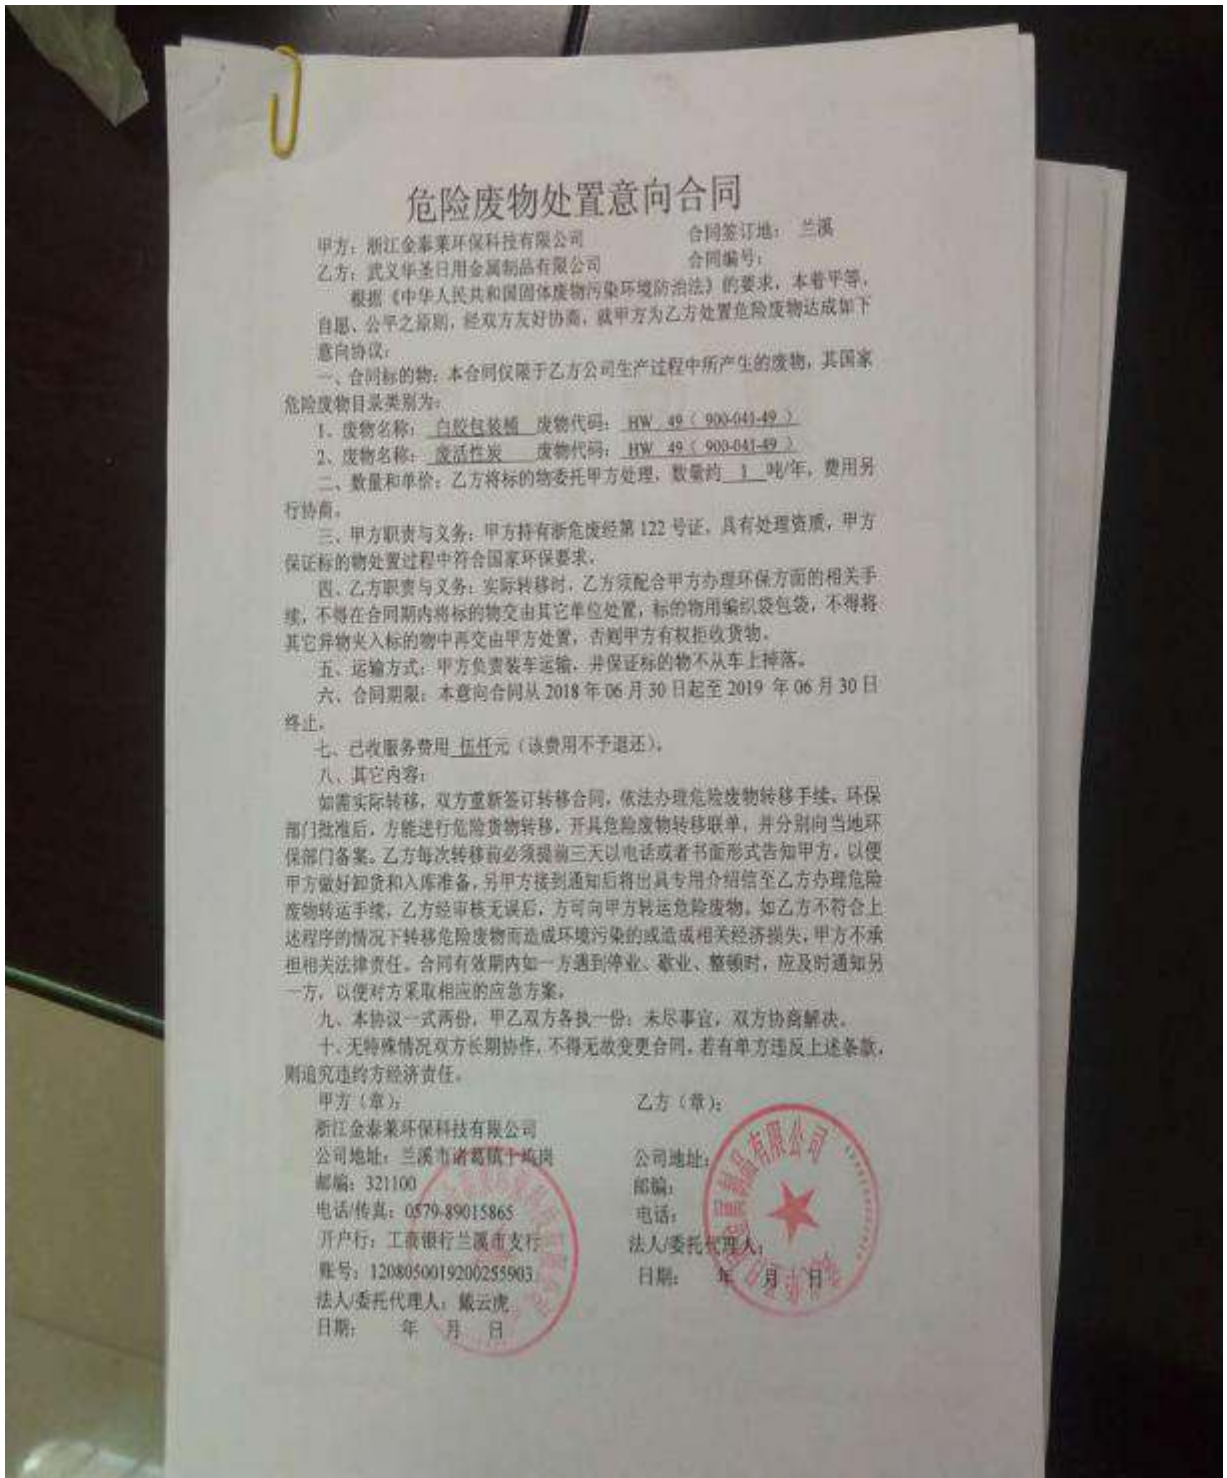 危险废物处置意向合同
甲方：浙江金泰莱环保科技有限公司 合同签订地： 兰溪
乙方：武义华圣日用金属制品有限公司 合同编号：
根据《中华人民共和国固体废物污染环境防治法》的要求，本着平等、
自愿、公平之原则，经双方友好协商，就甲方为乙方处置危险废物达成如下
意向协议：
一、合同标的物：本合同仅限于乙方公司生产过程中所产生的废物，其国家
危险废物目录类别为：
1、废物名称： 白胶包装桶 废物代码： HW 49（ 900-041-49 ）
2、废物名称： 废活性炭 废物代码： HW 49（ 900-041-49 ）
二、数量和单价：乙方将标的物委托甲方处理，数量约 1 吨/年，费用另
行协商。
三、甲方职责与义务：甲方持有浙危废经第 122 号证，具有处理资质，甲方
保证标的物处置过程中符合国家环保要求。
四、乙方职责与义务：实际转移时，乙方须配合甲方办理环保方面的相关手
续，不得在合同期内将标的物交由其它单位处置，标的物用编织袋包袋，不得将
其它异物夹入标的物中再交由甲方处置，否则甲方有权拒收货物。
五、运输方式：甲方负责装车运输，并保证标的物不从车上掉落。
六、合同期限：本意向合同从 2018 年 06 月 30 日起至 2019 年 06 月 30 日
终止。
七、已收服务费用 伍仟元（该费用不予退还）。
八、其它内容：
如需实际转移，双方重新签订转移合同，依法办理危险废物转移手续，环保
部门批准后，方能进行危险货物转移，开具危险废物转移联单，并分别向当地环
保部门备案。乙方每次转移前必须提前三天以电话或者书面形式告知甲方，以便
甲方做好卸货和入库准备，另甲方接到通知后将出具专用介绍信至乙方办理危险
废物转运手续，乙方经审核无误后，方可向甲方转运危险废物，如乙方不符合上
述程序的情况下转移危险废物而造成环境污染的或造成相关经济损失，甲方不承
担相关法律责任。合同有效期内如一方遇到停业、歇业、整顿时，应及时通知另
一方，以便对方采取相应的应急方案。
九、本协议一式两份，甲乙双方各执一份；未尽事宜，双方协商解决。
十、无特殊情况双方长期协作，不得无故变更合同，若有单方违反上述条款，
则追究违约方经济责任。
甲方（章）： 乙方（章）：
浙江金泰莱环保科技有限公司
公司地址：兰溪市诸葛镇十坞岗 公司地址：
邮编：321100 邮编：
电话/传真：0579-89015865 电话：
开户行：工商银行兰溪市支行 法人/委托代理人：
账号：1208050019200255903 日期： 年 月 日
法人/委托代理人：戴云虎
日期： 年 月 日